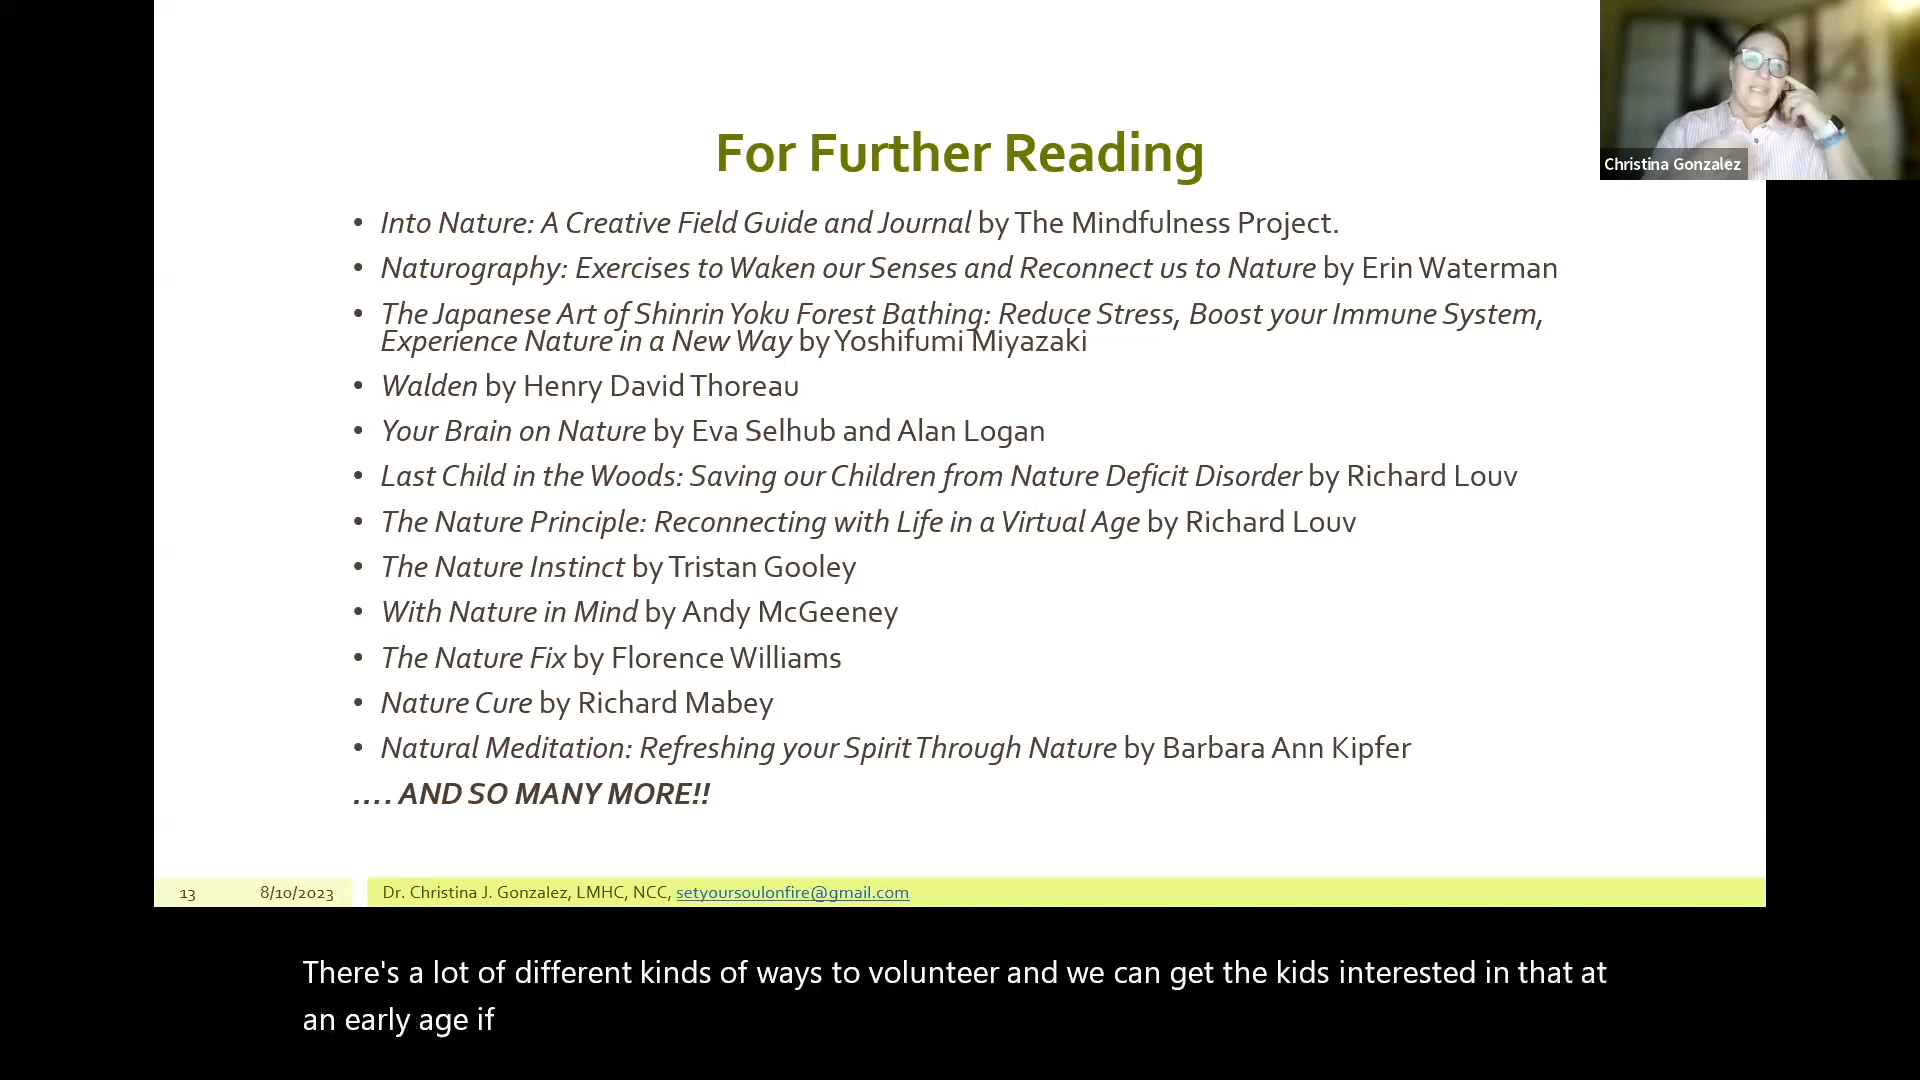 For Further Reading
Christina Gonzalez
• Into Nature: A Creative Field Guide and Journal by The Mindfulness Project.
• Naturography: Exercises to Waken our Senses and Reconnect us to Nature by Erin Waterman
• The Japanese Art of Shinrin Yoku Forest Bathing: Reduce Stress, Boost your Immune System,
Experience Nature in a New Way by Yoshifumi Miyazaki
• Walden by Henry David Thoreau
• Your Brain on Nature by Eva Selhub and Alan Logan
• Last Child in the Woods: Saving our Children from Nature Deficit Disorder by Richard Louv
• The Nature Principle: Reconnecting with Life in a Virtual Age by Richard Louv
• The Nature Instinct by Tristan Gooley
• With Nature in Mind by Andy McGeeney
• The Nature Fix by Florence Williams
• Nature Cure by Richard Mabey
• Natural Meditation: Refreshing your Spirit Through Nature by Barbara Ann Kipfer
…. AND SO MANY MORE!!
13 8/10/2023 Dr. Christina J. Gonzalez, LMHC, NCC, setyoursoulonfire@gmail.com
There's a lot of different kinds of ways to volunteer and we can get the kids interested in that at
an early age if